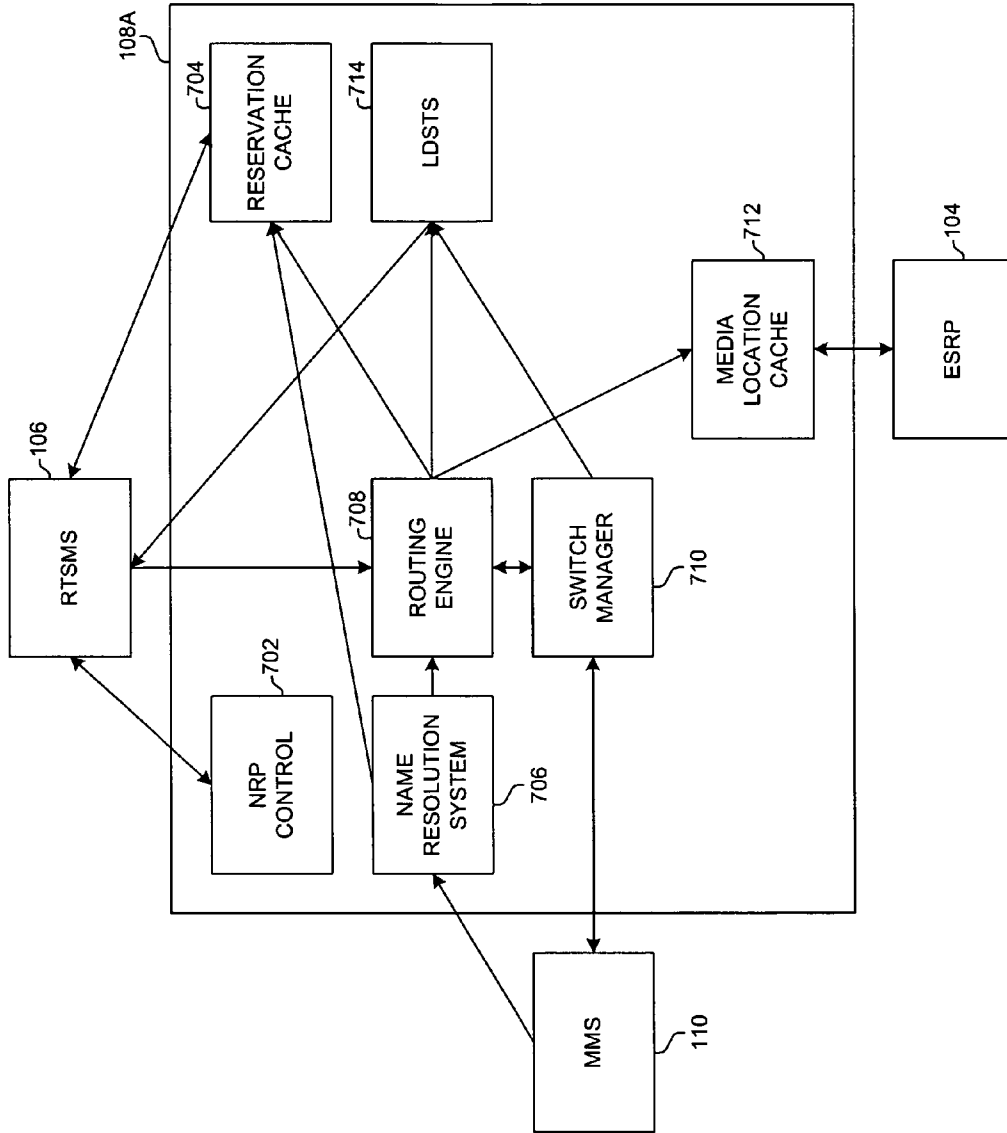 108A
106
RTSMS
702
NRP
CONTROL
704
RESERVATION
CACHE
714
LDSTS
708
ROUTING
ENGINE
NAME
RESOLUTION
SYSTEM
706
SWITCH
MANAGER
710
712
MEDIA
LOCATION
CACHE
MMS
110
104
ESRP